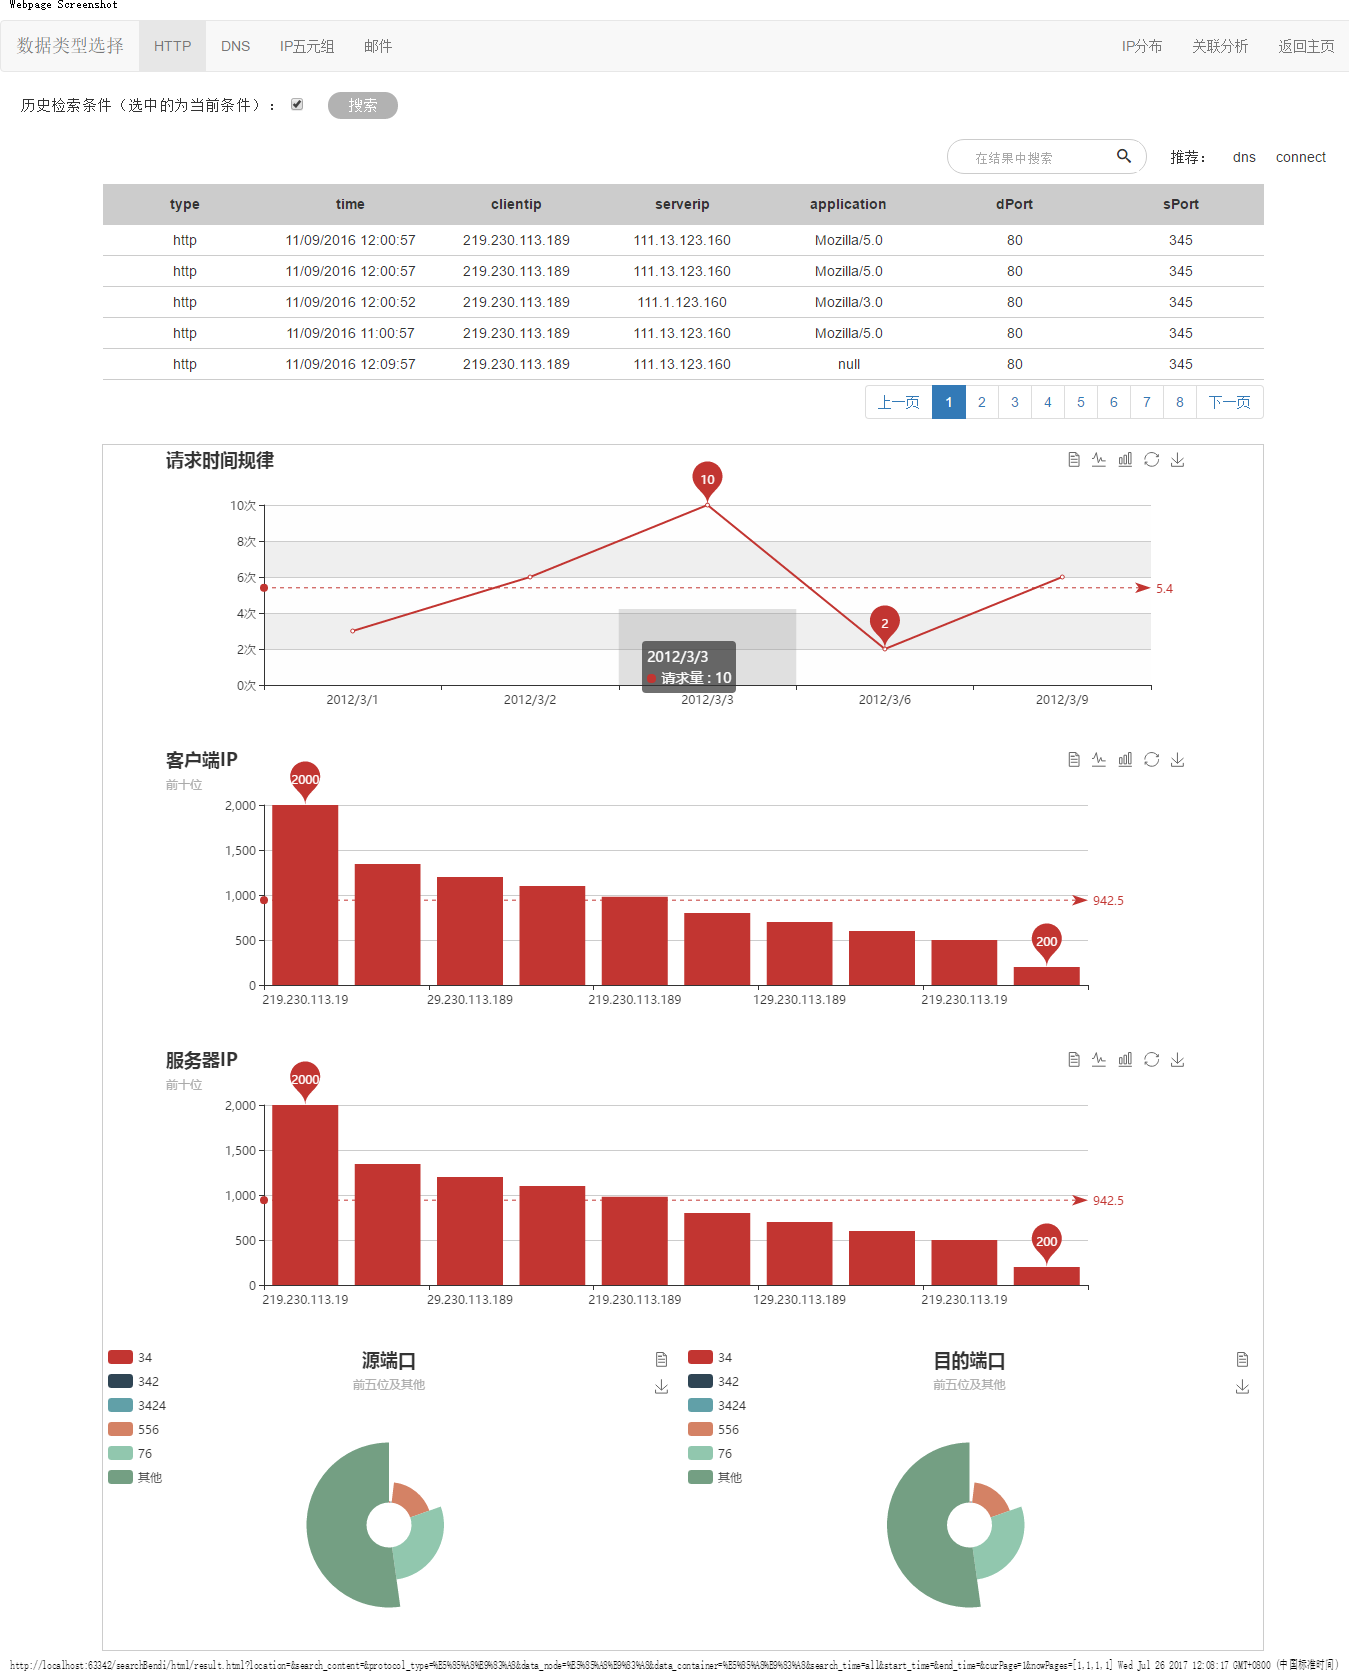 Webpage Screenshot
数据类型选择 HTTP DNS IP五元组 邮件 IP分布 关联分析 返回主页
历史检索条件（选中的为当前条件）： 搜索
在结果中搜索 推荐： dns connect
type time clientip serverip application dPort sPort
http 11/09/2016 12:00:57 219.230.113.189 111.13.123.160 Mozilla/5.0 80 345
http 11/09/2016 12:00:57 219.230.113.189 111.13.123.160 Mozilla/5.0 80 345
http 11/09/2016 12:00:52 219.230.113.189 111.1.123.160 Mozilla/3.0 80 345
http 11/09/2016 11:00:57 219.230.113.189 111.13.123.160 Mozilla/5.0 80 345
http 11/09/2016 12:09:57 219.230.113.189 111.13.123.160 null 80 345
上一页 1 2 3 4 5 6 7 8 下一页
请求时间规律
10
10次
8次
6次
5.4
4次
2
2次
2012/3/3
请求量 : 10
0次
2012/3/1 2012/3/2 2012/3/3 2012/3/6 2012/3/9
客户端IP
前十位
2000
2,000
1,500
1,000
942.5
500
200
0
219.230.113.19 29.230.113.189 219.230.113.189 129.230.113.189 219.230.113.19
服务器IP
前十位
2000
2,000
1,500
1,000
942.5
500
200
0
219.230.113.19 29.230.113.189 219.230.113.189 129.230.113.189 219.230.113.19
源端口
前五位及其他
34
342
3424
556
76
其他
目的端口
前五位及其他
34
342
3424
556
76
其他
http://localhost:63342/searchBendi/html/result.html?location=&search_content=&protocol_type=%E5%85%A8%E9%83%A8&data_node=%E5%85%A8%E9%83%A8&data_container=%E5%85%A8%E9%83%A8&search_time=all&start_time=&end_time=&curPage=1&nowPages=[1,1,1,1] Wed Jul 26 2017 12:08:17 GMT+0800 (中国标准时间)